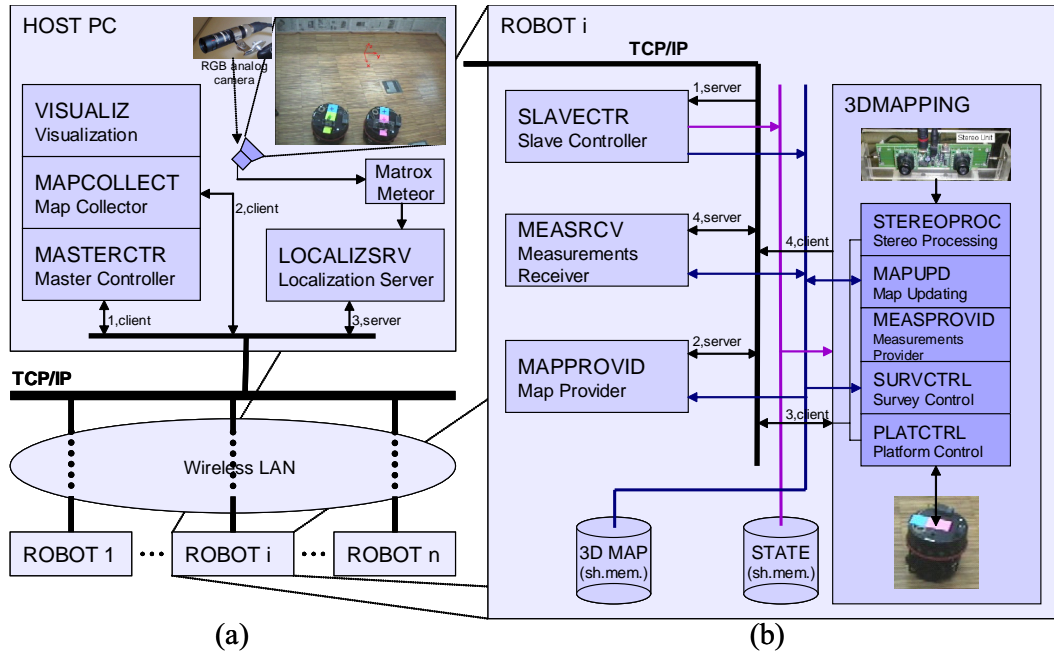 HOST PC
RGB analog
camera
VISUALIZ
Visualization
MAPCOLLECT
Map Collector
MASTERCTR
Master Controller
2,client
Matrox
Meteor
LOCALIZSRV
Localization Server
1,client
3,server
TCP/IP
Wireless LAN
ROBOT 1
ROBOT i
ROBOT n
(a)
ROBOT i
TCP/IP
1,server
SLAVECTR
Slave Controller
4,server
MEASRCV
Measurements
Receiver
4,client
2,server
MAPPROVID
Map Provider
3,client
3D MAP
(sh.mem.)
STATE
(sh.mem.)
3DMAPPING
Stereo Unit
STEREOPROC
Stereo Processing
MAPUPD
Map Updating
MEASPROVID
Measurements
Provider
SURVCTRL
Survey Control
PLATCTRL
Platform Control
(b)